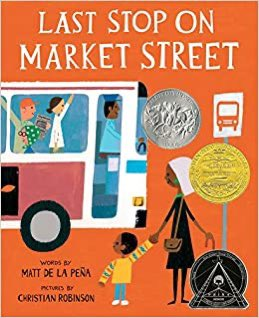 LAST STOP ON
MARKET STREET
WORDS BY
MATT DE LA PEÑA
PICTURES BY
CHRISTIAN ROBINSON